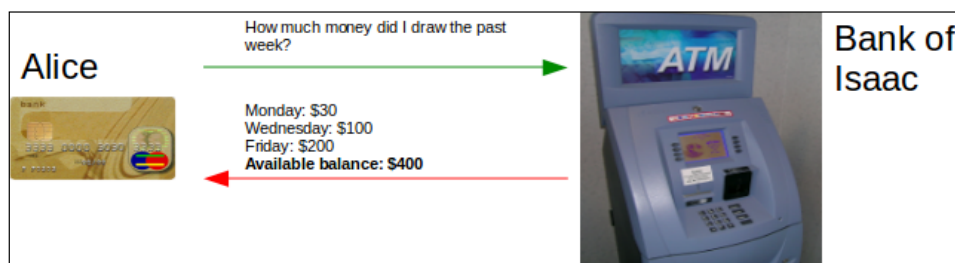 How much money did I draw the past
week?
Alice
ATM
Bank of
Isaac
bank
Monday: $30
Wednesday: $100
Friday: $200
Available balance: $400